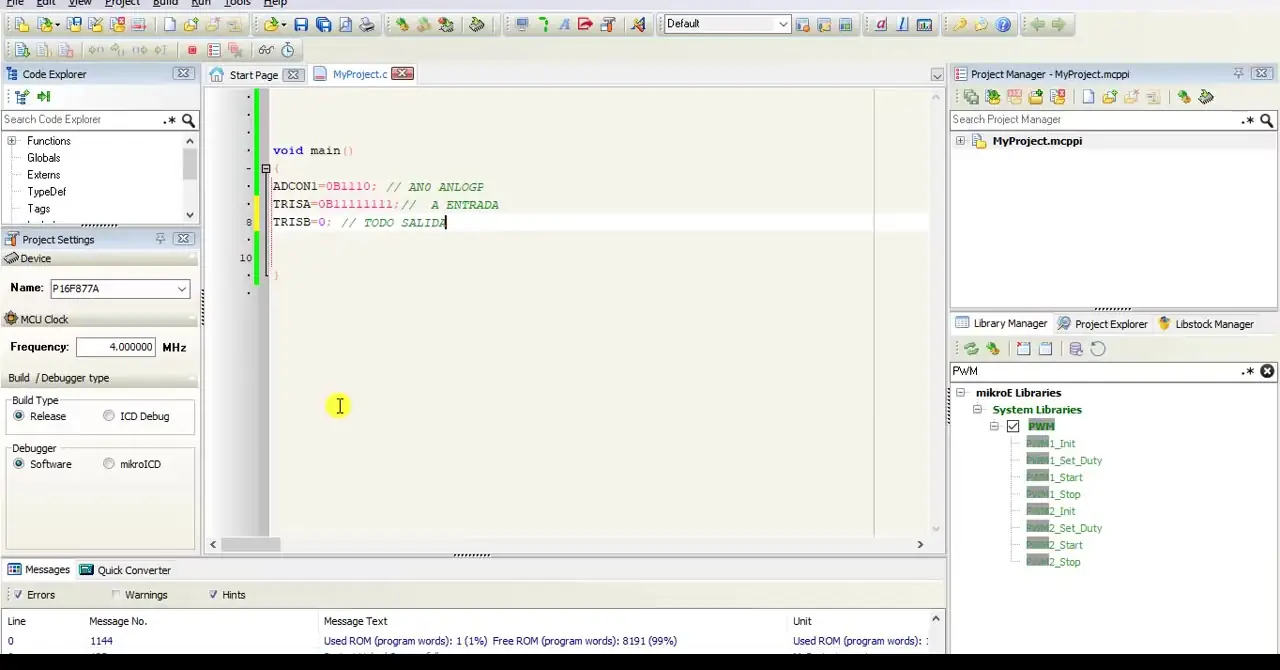 File Edit View Project Build Run Tools Help
Default
Code Explorer
Search Code Explorer
Functions
Globals
Externs
TypeDef
Tags
Project Settings
Device
Name: P16F877A
MCU Clock
Frequency: 4.000000 MHz
Build / Debugger type
Build Type
Release ICD Debug
Debugger
Software mikroICD
Start Page MyProject.c
void main()
{
ADCON1=0B1110; // AN0 ANLOGP
TRISA=0B11111111;// A ENTRADA
8 TRISB=0; // TODO SALIDA
10
}
Project Manager - MyProject.mcppi
Search Project Manager
MyProject.mcppi
Library Manager Project Explorer Libstock Manager
PWM
mikroE Libraries
System Libraries
PWM
PWM1_Init
PWM1_Set_Duty
PWM1_Start
PWM1_Stop
PWM2_Init
PWM2_Set_Duty
PWM2_Start
PWM2_Stop
Messages Quick Converter
Errors Warnings Hints
Line Message No. Message Text Unit
0 1144 Used ROM (program words): 1 (1%) Free ROM (program words): 8191 (99%) Used ROM (program words): 1